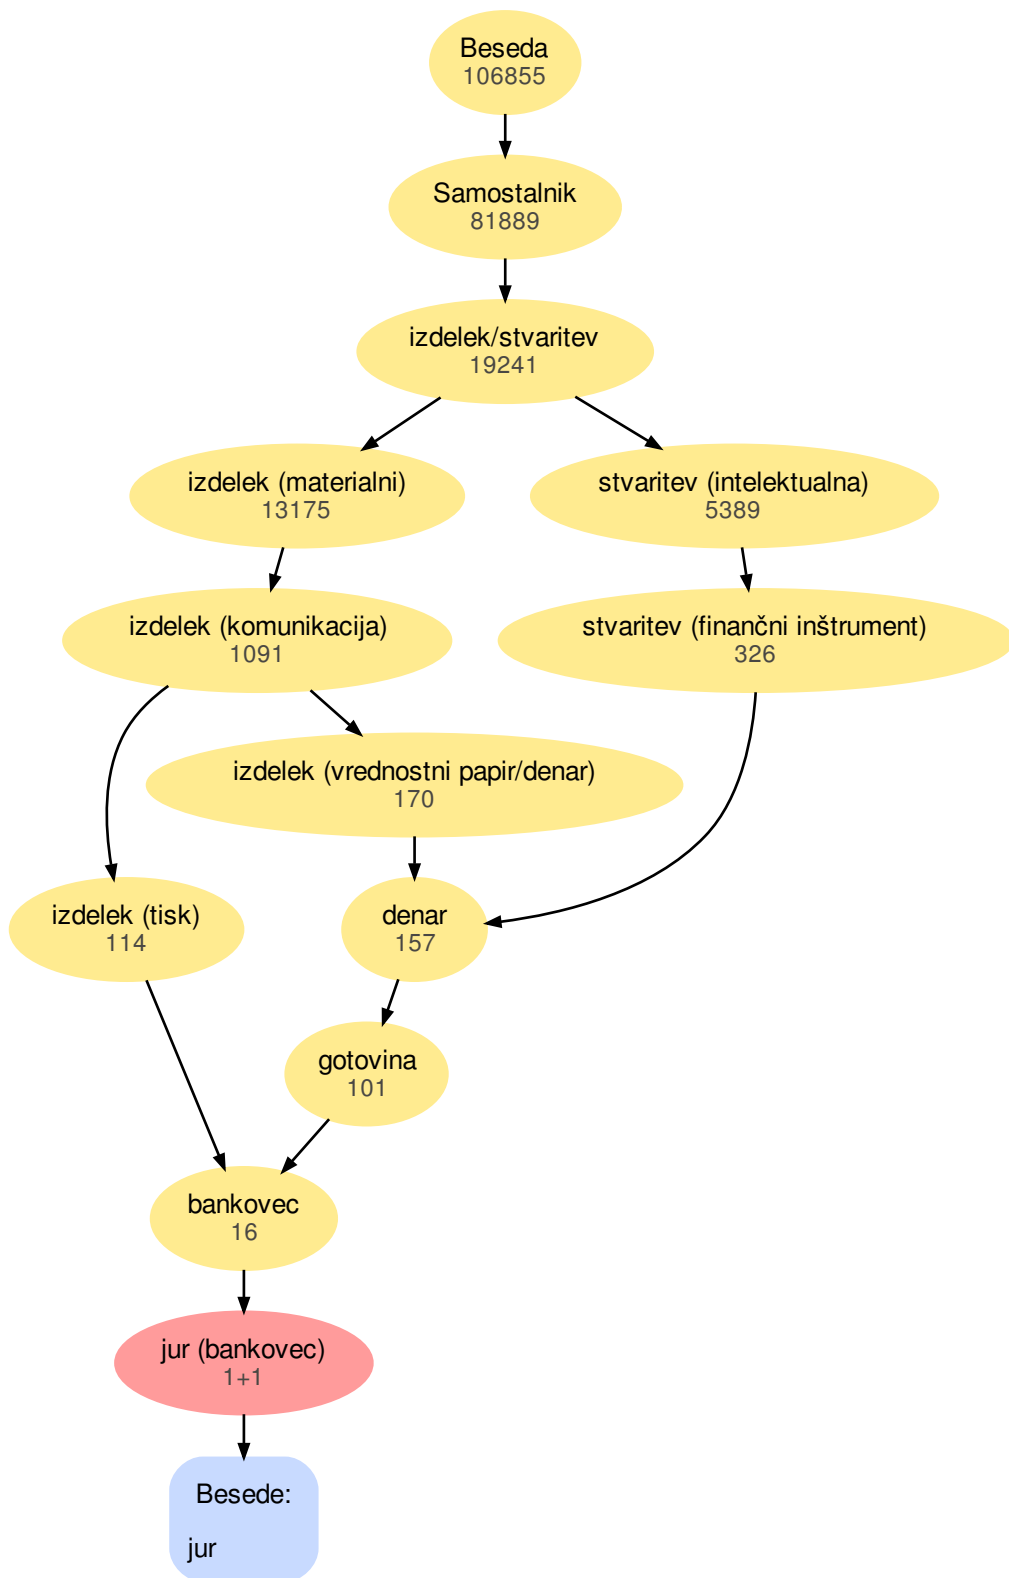 Beseda
106855
Samostalnik
81889
izdelek/stvaritev
19241
izdelek (materialni)
13175
stvaritev (intelektualna)
5389
izdelek (komunikacija)
1091
stvaritev (finančni inštrument)
326
izdelek (vrednostni papir/denar)
170
izdelek (tisk)
114
denar
157
gotovina
101
bankovec
16
jur (bankovec)
1+1
Besede:
jur